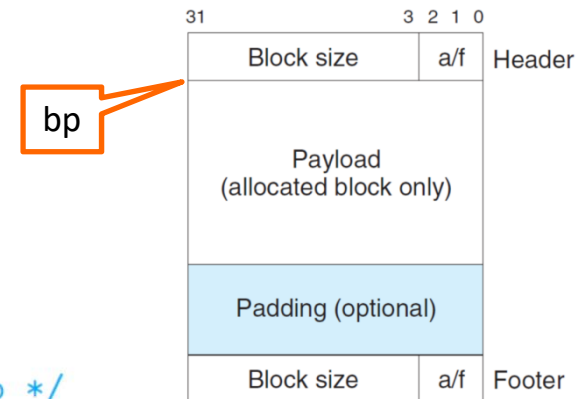 31 3 2 1 0
Block size a/f Header
bp
Payload
(allocated block only)
Padding (optional)
*/
Block size a/f Footer